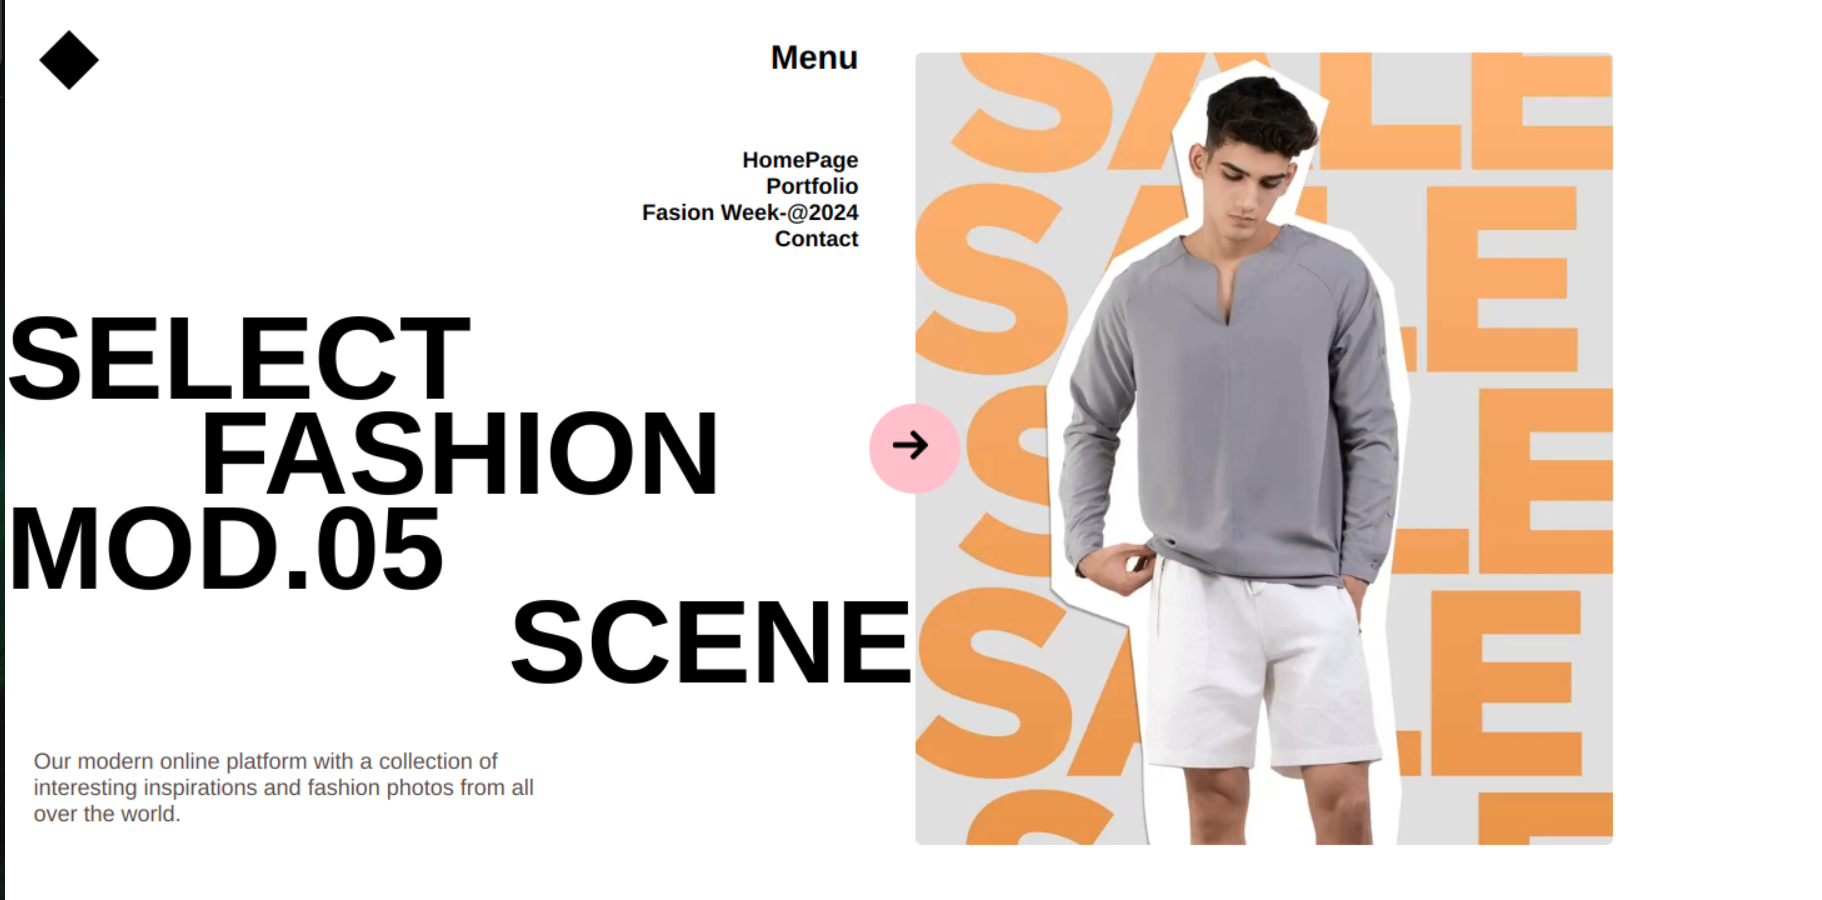 Menu
HomePage
Portfolio
Fasion Week-@2024
Contact
SELECT
FASHION
MOD.05
SCENE
Our modern online platform with a collection of
interesting inspirations and fashion photos from all
over the world.
SALE
SALE
SALE
SALE